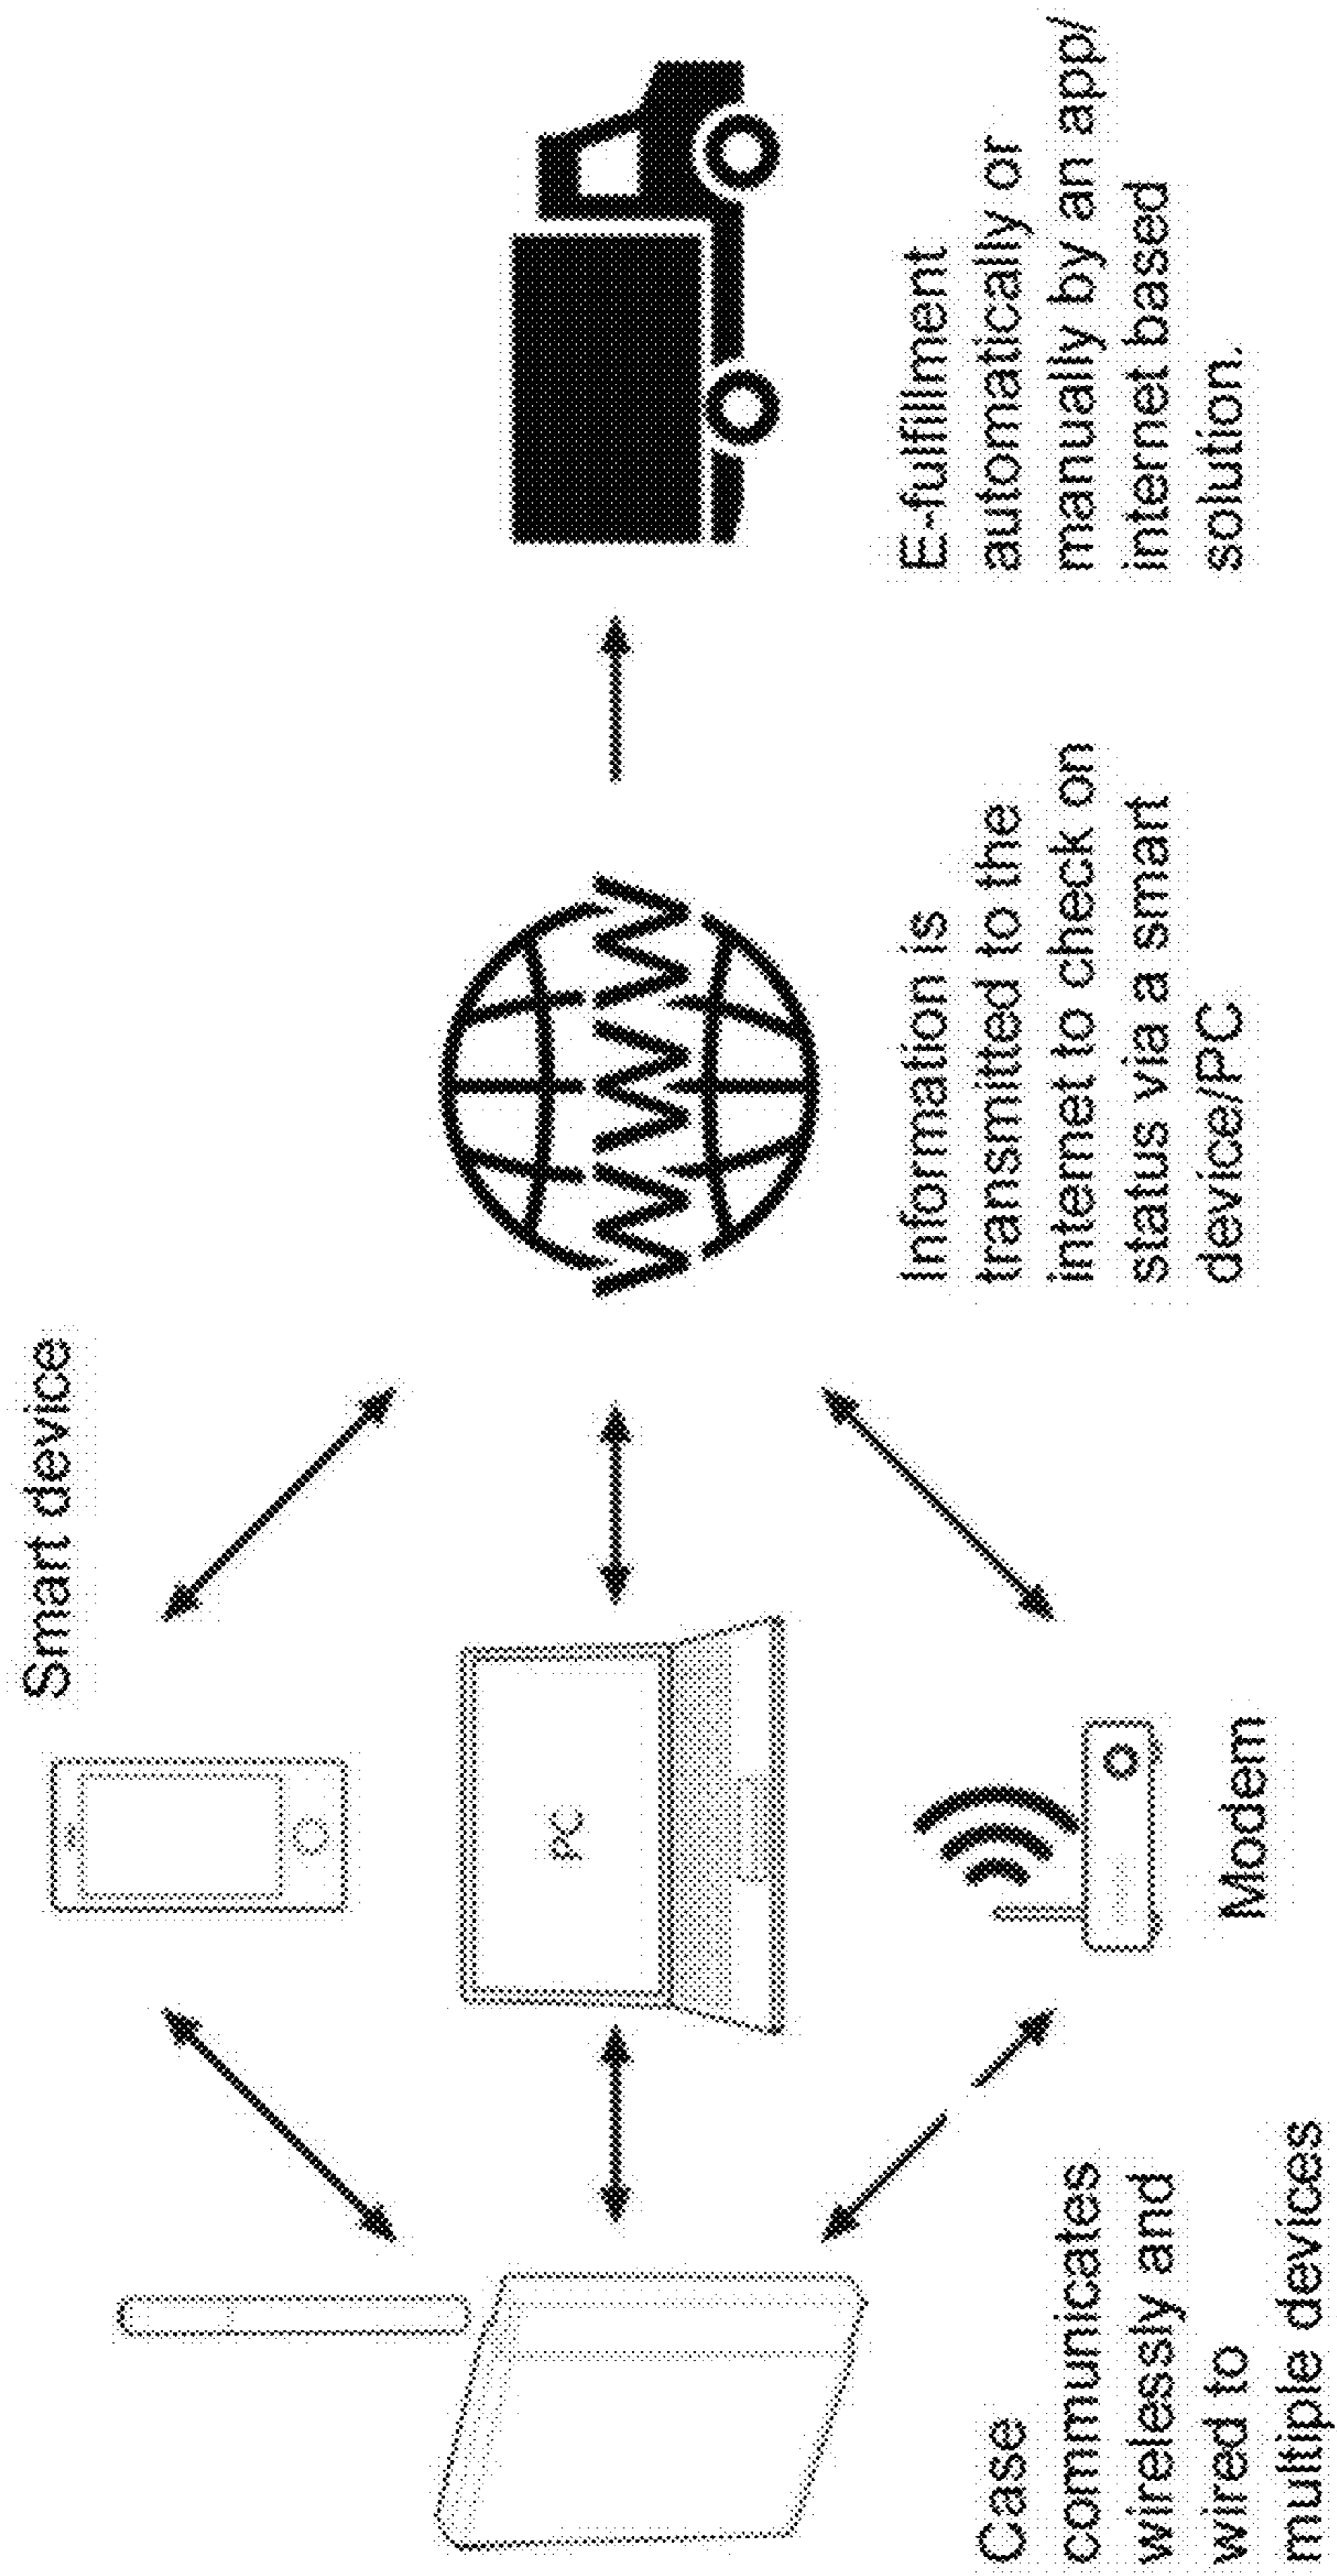 Smart device
PC
WWW
Modem
Case
communicates
wirelessly and
wired to
multiple devices
Information is
transmitted to the
internet to check on
status via a smart
device/PC
E-fulfillment
automatically or
manually by an app/
internet based
solution.